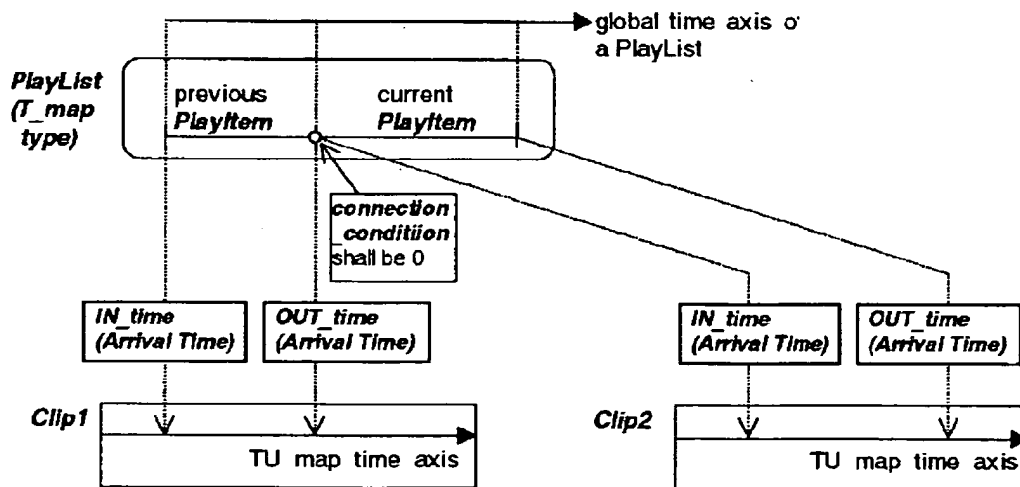 global time axis o
a PlayList
PlayList
(T_map
type)
previous
PlayItem
current
PlayItem
connection
_condition
shall be 0
IN_time
(Arrival Time)
OUT_time
(Arrival Time)
IN_time
(Arrival Time)
OUT_time
(Arrival Time)
Clip1
TU map time axis
Clip2
TU map time axis